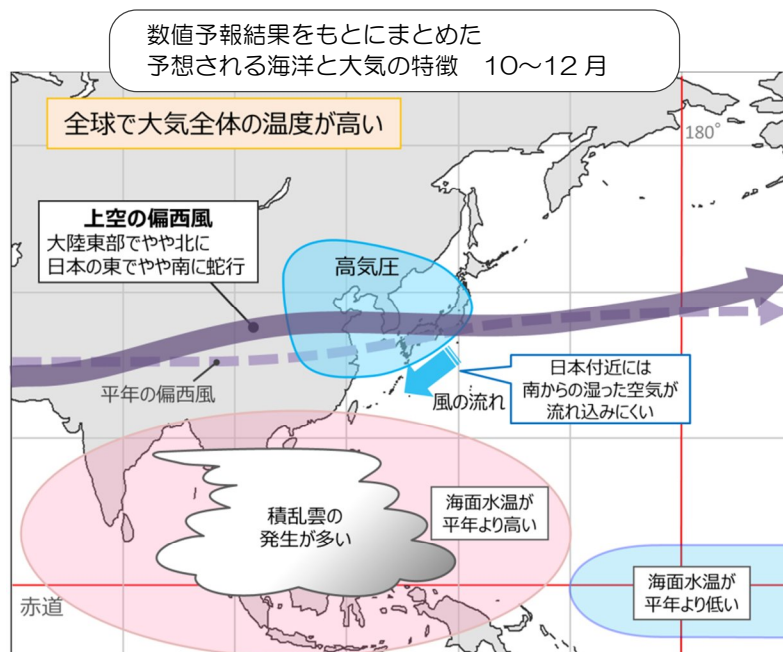 数値予報結果をもとにまとめた
予想される海洋と大気の特徴　10～12月
全球で大気全体の温度が高い
180°
上空の偏西風
大陸東部でやや北に
日本の東でやや南に蛇行
高気圧
平年の偏西風
風の流れ
日本付近には
南からの湿った空気が
流れ込みにくい
積乱雲の
発生が多い
海面水温が
平年より高い
海面水温が
平年より低い
赤道